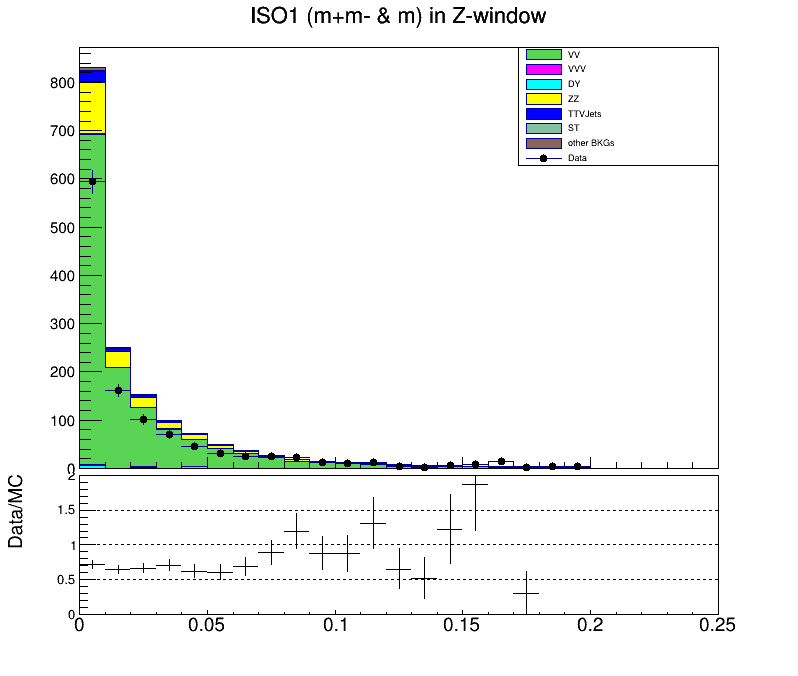 ISO1 (m+m- & m) in Z-window
VV
VVV
DY
ZZ
TTVJets
ST
other BKGs
Data
800
700
600
500
400
300
200
100
0
Data/MC
2
1.5
1
0.5
0
0 0.05 0.1 0.15 0.2 0.25